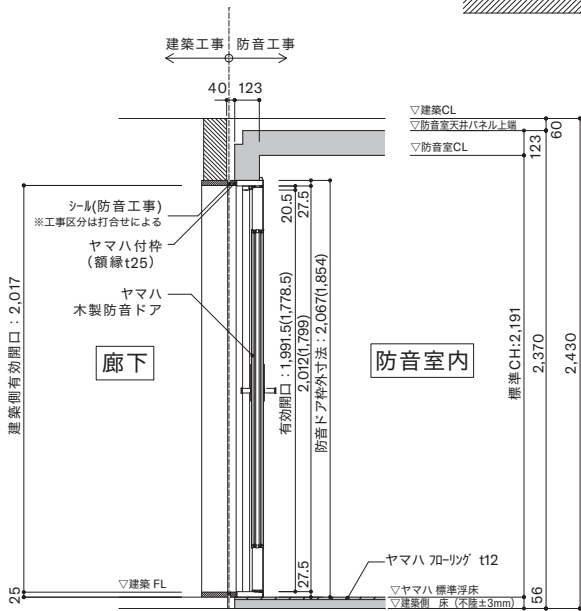 建築工事 防音工事
40 123
▽建築CL
▽防音室天井パネル上端
▽防音室CL
60
123
シール(防音工事)
※工事区分は打合せによる
ヤマハ付枠
(額縁t25)
ヤマハ
木製防音ドア
20.5
27.5
建築側有効開口：2,017
廊下
有効開口：1,991.5(1,778.5)
2,012(1,799)
防音ドア枠外寸法：2,067(1,854)
防音室内
標準CH:2,191
2,370
2,430
27.5
ヤマハ フローリング t12
25
▽建築 FL
▽ヤマハ 標準浮床
▽建築側 床 (不陸±3mm)
56